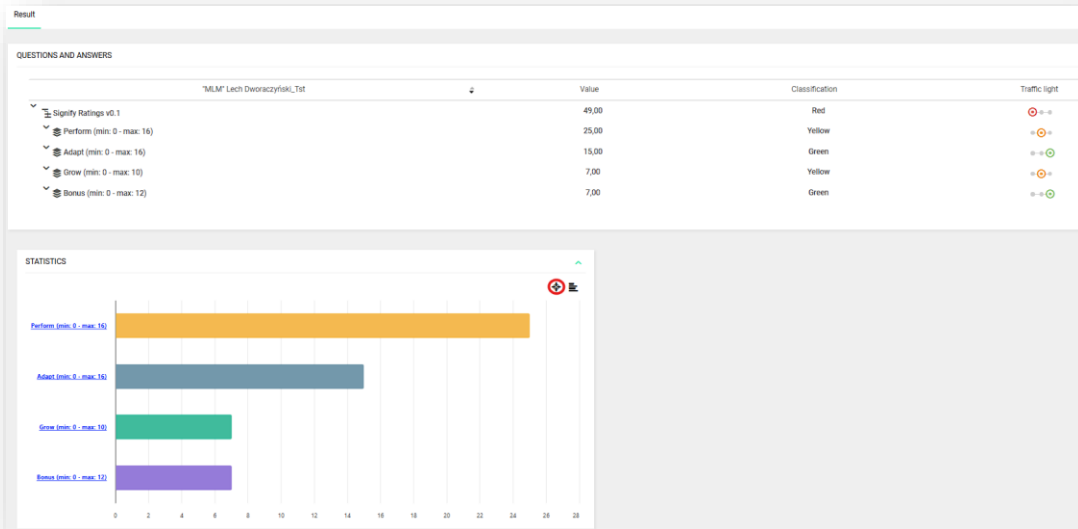 Result
QUESTIONS AND ANSWERS
"MLM" Lech Dworaczyński_Tst Value Classification Traffic light
Signify Ratings v0.1 49,00 Red
Perform (min: 0 - max: 16) 25,00 Yellow
Adapt (min: 0 - max: 16) 15,00 Green
Grow (min: 0 - max: 10) 7,00 Yellow
Bonus (min: 0 - max: 12) 7,00 Green
STATISTICS
Perform (min: 0 - max: 16)
Adapt (min: 0 - max: 16)
Grow (min: 0 - max: 10)
Bonus (min: 0 - max: 12)
0 2 4 6 8 10 12 14 16 18 20 22 24 26 28